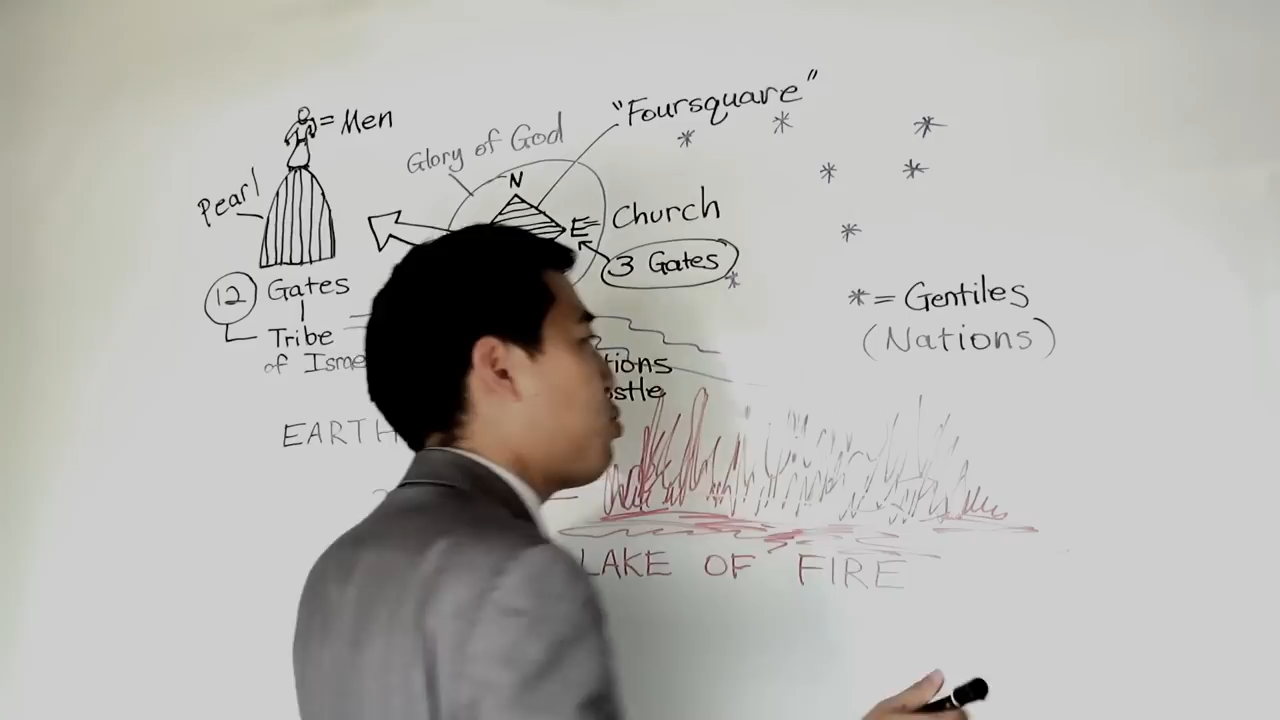 = Men
Pearl
12 Gates
Tribe
of Israe
Glory of God
"Foursquare"
N
E
Church
3 Gates
tions
stle
* = Gentiles
(Nations)
EARTH
LAKE OF FIRE